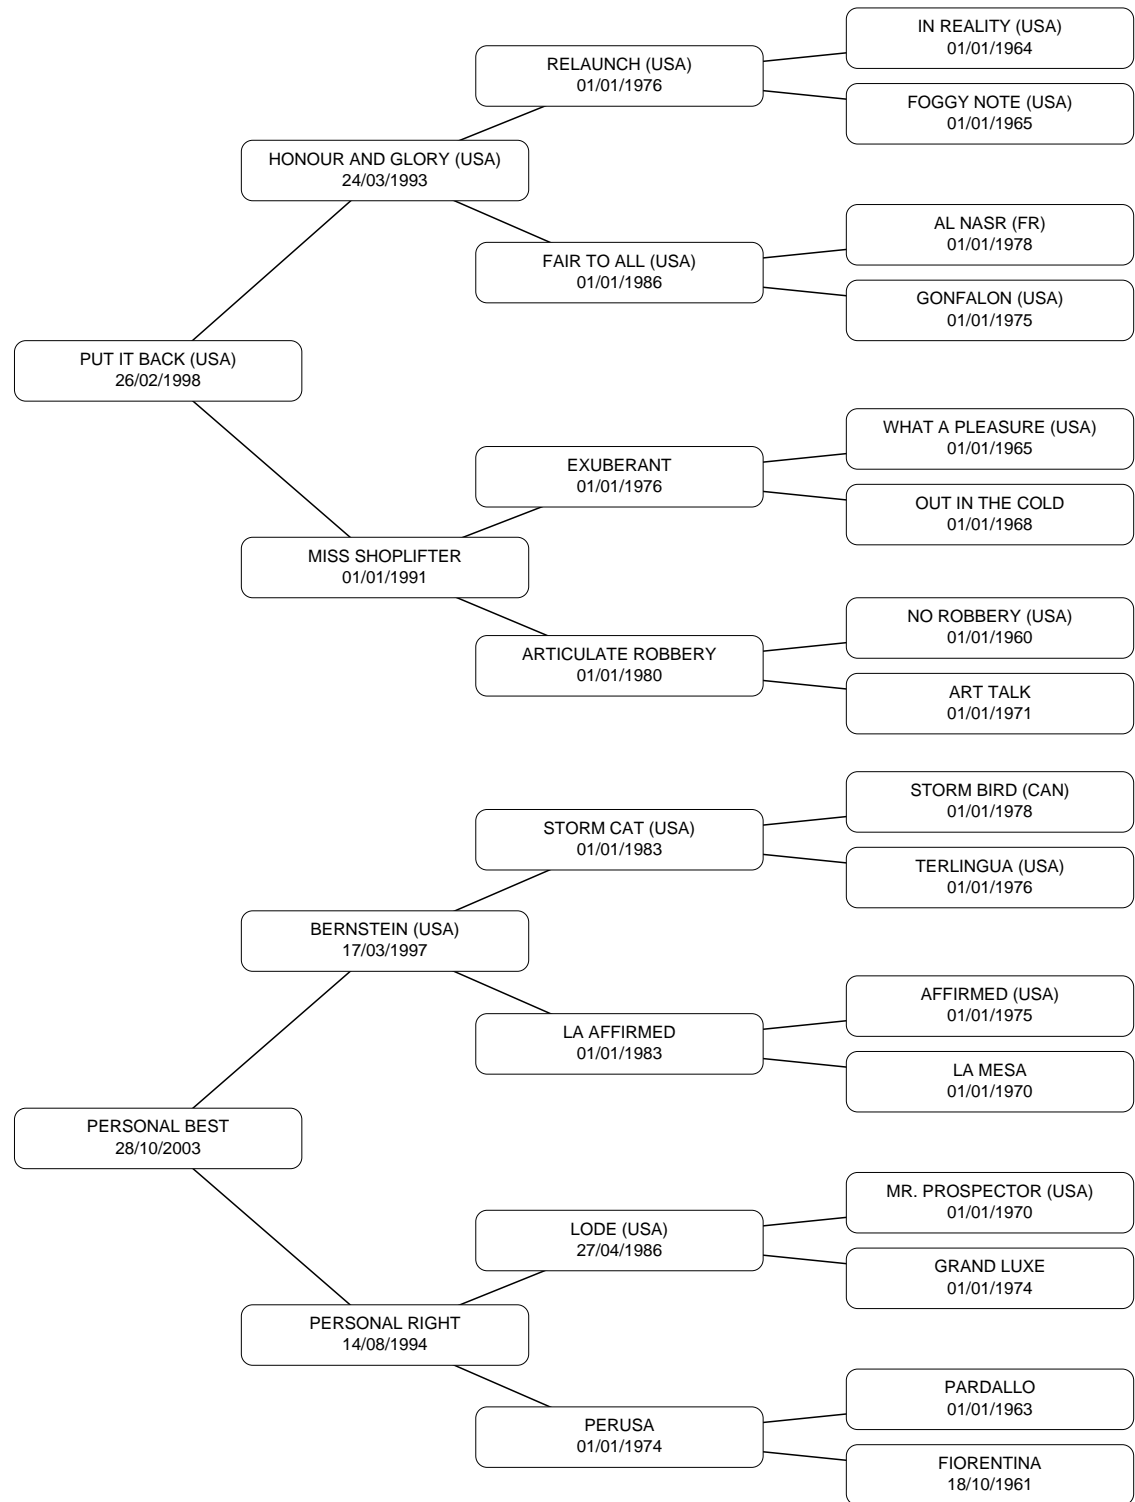 IN REALITY (USA)
01/01/1964
RELAUNCH (USA)
01/01/1976
FOGGY NOTE (USA)
01/01/1965
HONOUR AND GLORY (USA)
24/03/1993
AL NASR (FR)
01/01/1978
FAIR TO ALL (USA)
01/01/1986
GONFALON (USA)
01/01/1975
PUT IT BACK (USA)
26/02/1998
WHAT A PLEASURE (USA)
01/01/1965
EXUBERANT
01/01/1976
OUT IN THE COLD
01/01/1968
MISS SHOPLIFTER
01/01/1991
NO ROBBERY (USA)
01/01/1960
ARTICULATE ROBBERY
01/01/1980
ART TALK
01/01/1971
STORM BIRD (CAN)
01/01/1978
STORM CAT (USA)
01/01/1983
TERLINGUA (USA)
01/01/1976
BERNSTEIN (USA)
17/03/1997
AFFIRMED (USA)
01/01/1975
LA AFFIRMED
01/01/1983
LA MESA
01/01/1970
PERSONAL BEST
28/10/2003
MR. PROSPECTOR (USA)
01/01/1970
LODE (USA)
27/04/1986
GRAND LUXE
01/01/1974
PERSONAL RIGHT
14/08/1994
PARDALLO
01/01/1963
PERUSA
01/01/1974
FIORENTINA
18/10/1961